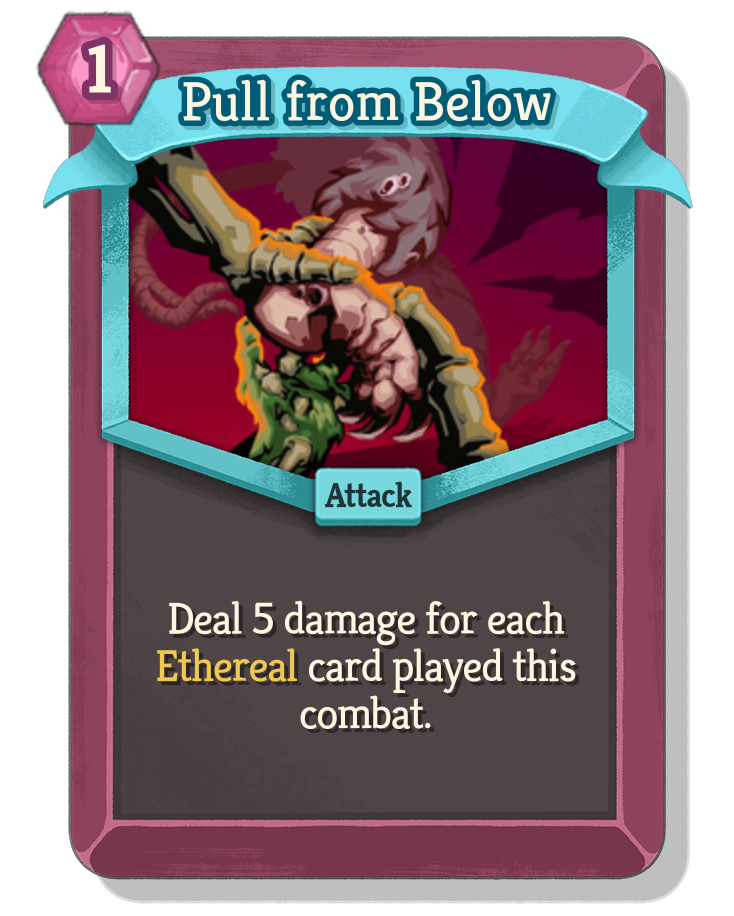 1
Pull from Below
Attack
Deal 5 damage for each
Ethereal card played this
combat.